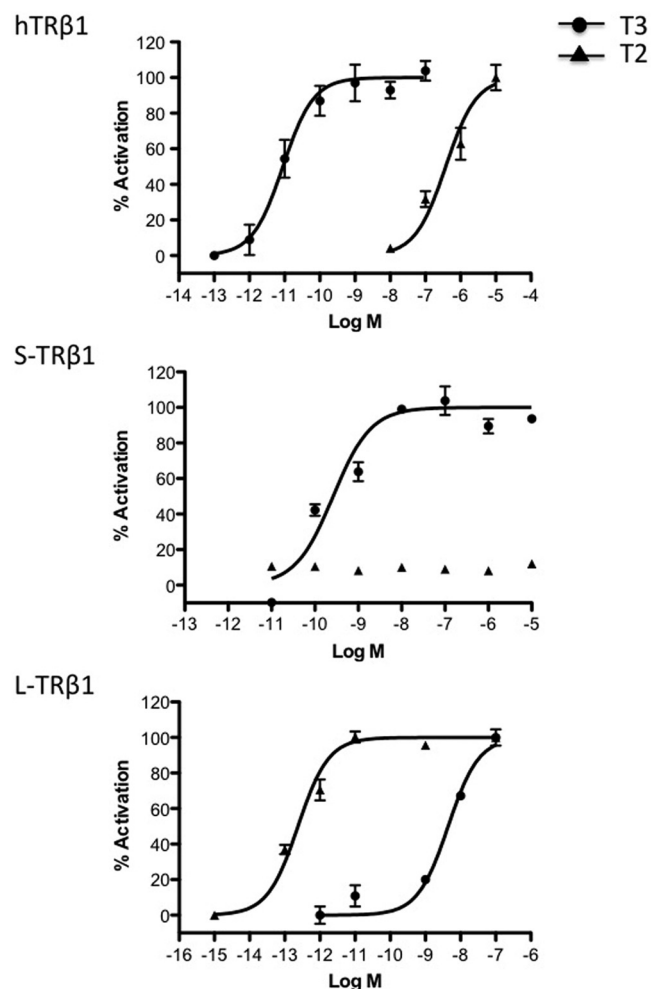 hTRβ1
T3
T2
120
100
80
60
40
20
0
% Activation
-14 -13 -12 -11 -10 -9 -8 -7 -6 -5 -4
Log M
S-TRβ1
120
100
80
60
40
20
0
% Activation
-13 -12 -11 -10 -9 -8 -7 -6 -5
Log M
L-TRβ1
120
100
80
60
40
20
0
% Activation
-16 -15 -14 -13 -12 -11 -10 -9 -8 -7 -6
Log M